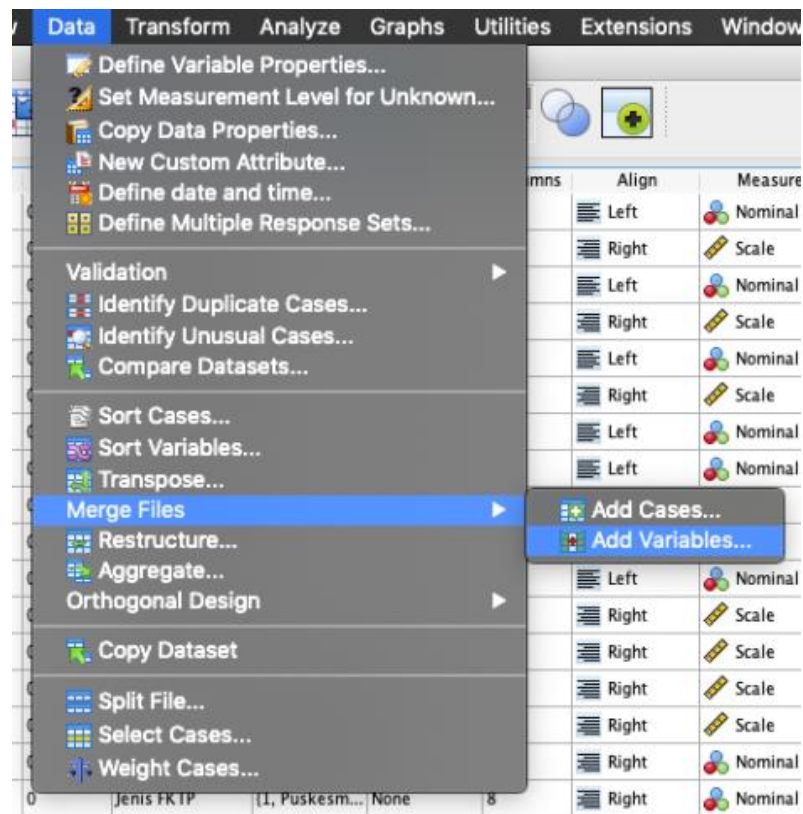 Data Transform Analyze Graphs Utilities Extensions Window
Define Variable Properties...
Set Measurement Level for Unknown...
Copy Data Properties...
New Custom Attribute...
Define date and time...
Define Multiple Response Sets...
Validation
Identify Duplicate Cases...
Identify Unusual Cases...
Compare Datasets...
Sort Cases...
Sort Variables...
Transpose...
Merge Files
Restructure...
Aggregate...
Orthogonal Design
Copy Dataset
Split File...
Select Cases...
Weight Cases...
Add Cases...
Add Variables...
mns Align Measure
Left Nominal
Right Scale
Left Nominal
Right Scale
Left Nominal
Right Scale
Left Nominal
Left Nominal
Left Nominal
Right Scale
Right Scale
Right Scale
Right Scale
Right Nominal
0 Jenis FKTP {1, Puskesm... None 8 Right Nominal